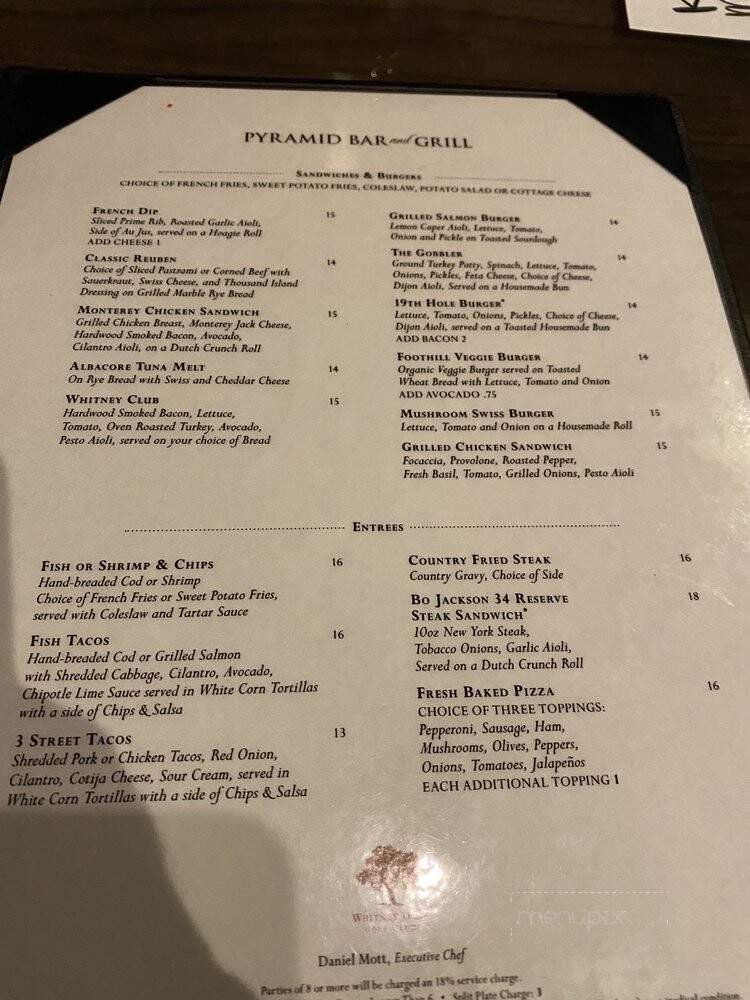 PYRAMID BAR and GRILL
SANDWICHES & BURGERS
CHOICE OF FRENCH FRIES, SWEET POTATO FRIES, COLESLAW, POTATO SALAD OR COTTAGE CHEESE
FRENCH DIP 15
Sliced Prime Rib, Roasted Garlic Aioli,
Side of Au Jus, served on a Hoagie Roll
ADD CHEESE 1
CLASSIC REUBEN 14
Choice of Sliced Pastrami or Corned Beef with
Sauerkraut, Swiss Cheese, and Thousand Island
Dressing on Grilled Marble Rye Bread
MONTEREY CHICKEN SANDWICH 15
Grilled Chicken Breast, Monterey Jack Cheese,
Hardwood Smoked Bacon, Avocado,
Cilantro Aioli, on a Dutch Crunch Roll
ALBACORE TUNA MELT 14
On Rye Bread with Swiss and Cheddar Cheese
WHITNEY CLUB 15
Hardwood Smoked Bacon, Lettuce,
Tomato, Oven Roasted Turkey, Avocado,
Pesto Aioli, served on your choice of Bread
GRILLED SALMON BURGER 14
Lemon Caper Aioli, Lettuce, Tomato,
Onion and Pickle on Toasted Sourdough
THE GOBBLER 14
Ground Turkey Patty, Spinach, Lettuce, Tomato,
Onions, Pickles, Feta Cheese, Choice of Cheese,
Dijon Aioli, Served on a Housemade Bun
19TH HOLE BURGER* 14
Lettuce, Tomato, Onions, Pickles, Choice of Cheese,
Dijon Aioli, served on a Toasted Housemade Bun
ADD BACON 2
FOOTHILL VEGGIE BURGER 14
Organic Veggie Burger served on Toasted
Wheat Bread with Lettuce, Tomato and Onion
ADD AVOCADO .75
MUSHROOM SWISS BURGER 15
Lettuce, Tomato and Onion on a Housemade Roll
GRILLED CHICKEN SANDWICH 15
Focaccia, Provolone, Roasted Pepper,
Fresh Basil, Tomato, Grilled Onions, Pesto Aioli
ENTREES
FISH OR SHRIMP & CHIPS 16
Hand-breaded Cod or Shrimp
Choice of French Fries or Sweet Potato Fries,
served with Coleslaw and Tartar Sauce
FISH TACOS 16
Hand-breaded Cod or Grilled Salmon
with Shredded Cabbage, Cilantro, Avocado,
Chipotle Lime Sauce served in White Corn Tortillas
with a side of Chips & Salsa
3 STREET TACOS 13
Shredded Pork or Chicken Tacos, Red Onion,
Cilantro, Cotija Cheese, Sour Cream, served in
White Corn Tortillas with a side of Chips & Salsa
COUNTRY FRIED STEAK 16
Country Gravy, Choice of Side
BO JACKSON 34 RESERVE 18
STEAK SANDWICH*
10oz New York Steak,
Tobacco Onions, Garlic Aioli,
Served on a Dutch Crunch Roll
FRESH BAKED PIZZA 16
CHOICE OF THREE TOPPINGS:
Pepperoni, Sausage, Ham,
Mushrooms, Olives, Peppers,
Onions, Tomatoes, Jalapeños
EACH ADDITIONAL TOPPING 1
WHITNEY
menupix
Daniel Mott, Executive Chef
Parties of 8 or more will be charged an 18% service charge.
Than 6 • Split Plate Charge: 3